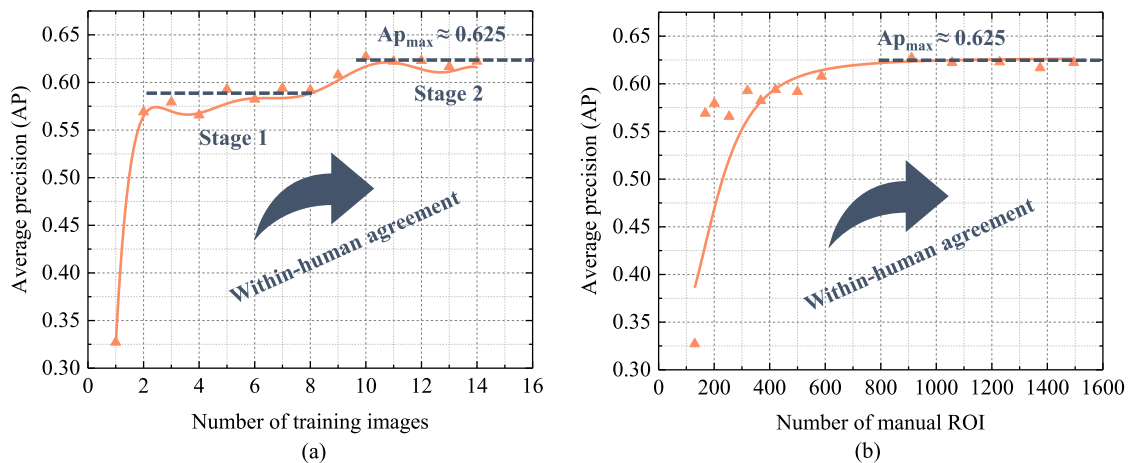 Average precision (AP)
0.65
0.60
0.55
0.50
0.45
0.40
0.35
0.30
Ap_max ≈ 0.625
Stage 1
Stage 2
Within-human agreement
0 2 4 6 8 10 12 14 16
Number of training images
(a)
Average precision (AP)
0.65
0.60
0.55
0.50
0.45
0.40
0.35
0.30
Ap_max ≈ 0.625
Within-human agreement
0 200 400 600 800 1000 1200 1400 1600
Number of manual ROI
(b)